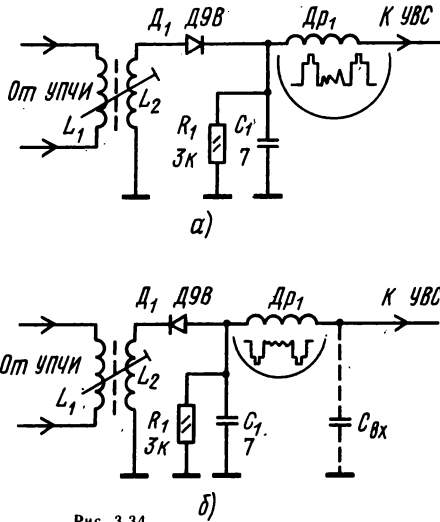 Д₁ Д9В Др₁ К УВС
От УПЧИ
L₁ L₂ R₁ C₁
3к 7
а)
Д₁ Д9В Др₁ К УВС
От УПЧИ
L₁ L₂ R₁ C₁ Cвх
3к 7
Рис. 3.34
б)